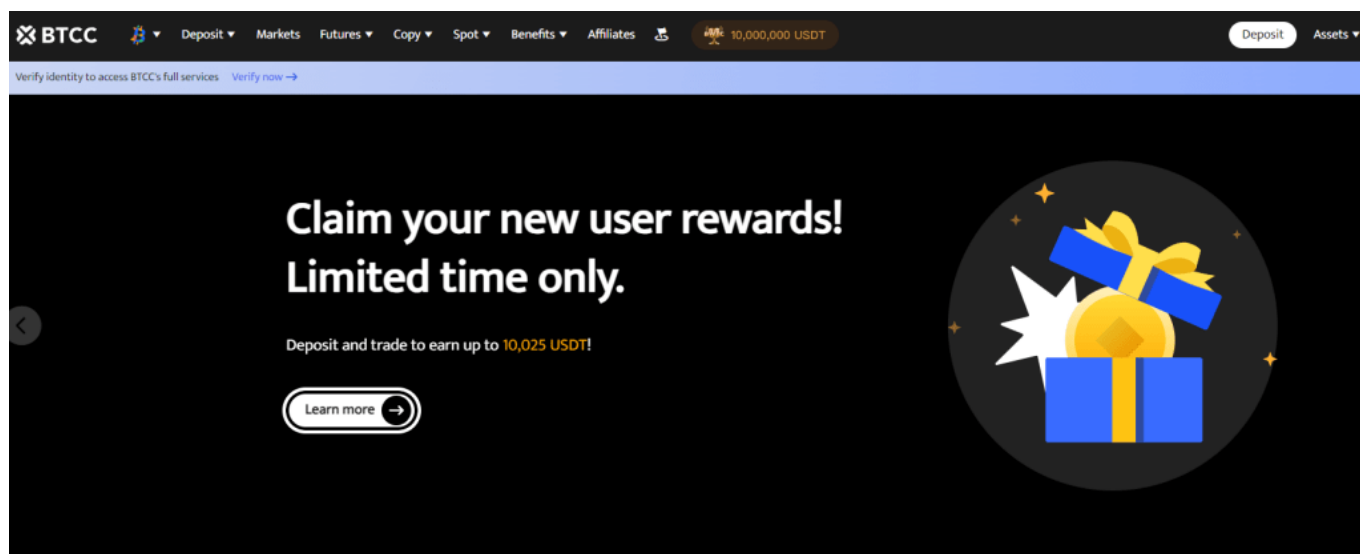 BTCC Deposit Markets Futures Copy Spot Benefits Affiliates 10,000,000 USDT Deposit Assets
Verify identity to access BTCC's full services Verify now →
Claim your new user rewards!
Limited time only.
Deposit and trade to earn up to 10,025 USDT!
Learn more →